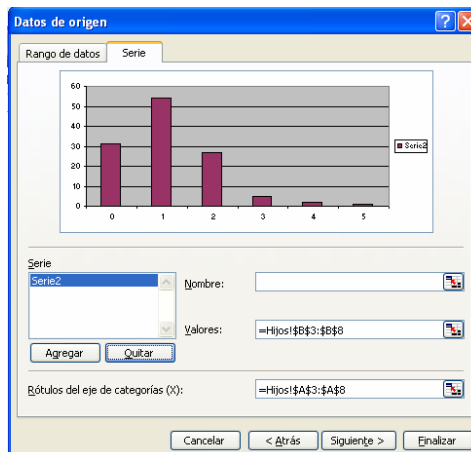 Datos de origen
Rango de datos
Serie
60
50
40
30
20
10
0
0 1 2 3 4 5
Serie2
Serie
Serie2
Nombre:
Valores:
=Hijos!$B$3:$B$8
Agregar
Quitar
Rótulos del eje de categorías (X):
=Hijos!$A$3:$A$8
Cancelar
< Atrás
Siguiente >
Finalizar